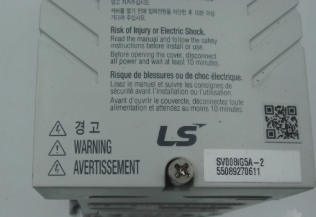 Risk of Injury or Electric Shock.
Read the manual and follow the safety
instructions before install or use.
Before opening the cover, disconnect
all power and wait at least 10 minutes.
Risque de blessures ou de choc électrique.
Lisez le manuel et suivre les consignes de
sécurité avant l'installation ou l'utilisation.
Avant d'ouvrir le couvercle, déconnectez toute
alimentation et attendez au moins 10 minutes.
경고
WARNING
AVERTISSEMENT
LS
SV008iG5A-2
55089270611